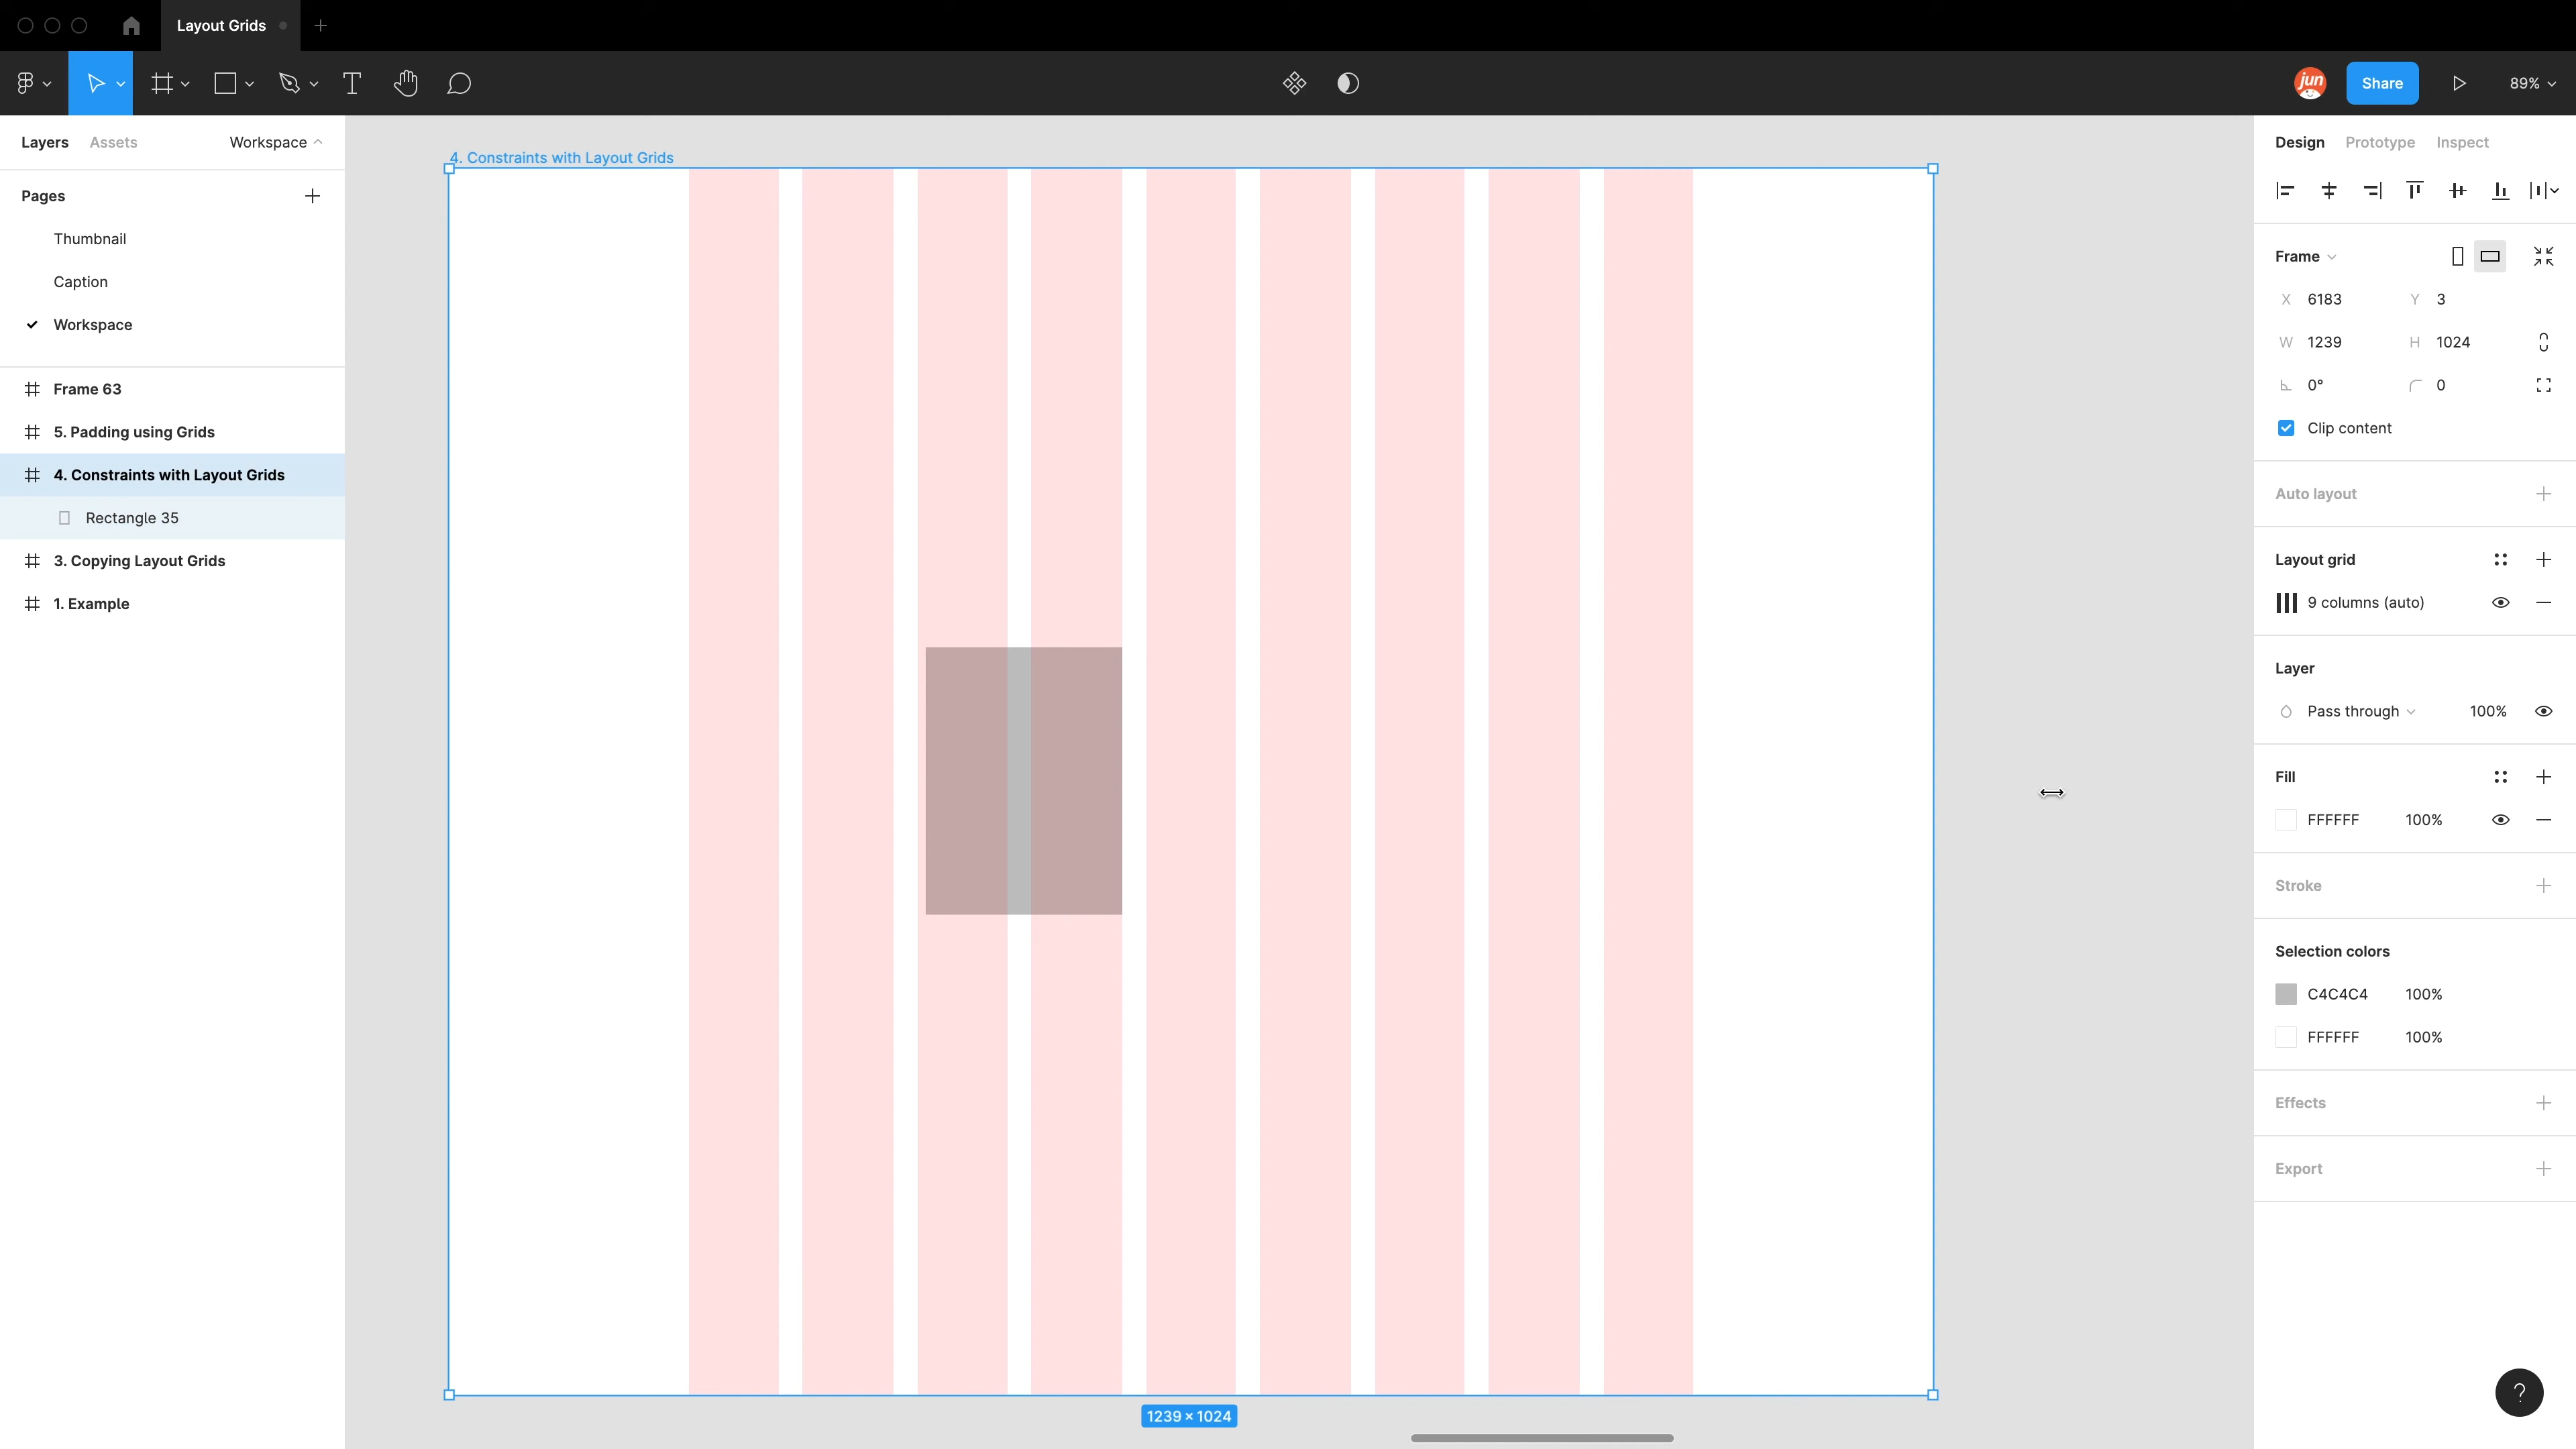 Layout Grids
jun
Share
89%
Layers Assets Workspace
Pages
Thumbnail
Caption
Workspace
Frame 63
5. Padding using Grids
4. Constraints with Layout Grids
Rectangle 35
3. Copying Layout Grids
1. Example
4. Constraints with Layout Grids
1239 × 1024
Design Prototype Inspect
Frame
X 6183 Y 3
W 1239 H 1024
0° 0
Clip content
Auto layout
Layout grid
9 columns (auto)
Layer
Pass through 100%
Fill
FFFFFF 100%
Stroke
Selection colors
C4C4C4 100%
FFFFFF 100%
Effects
Export
?